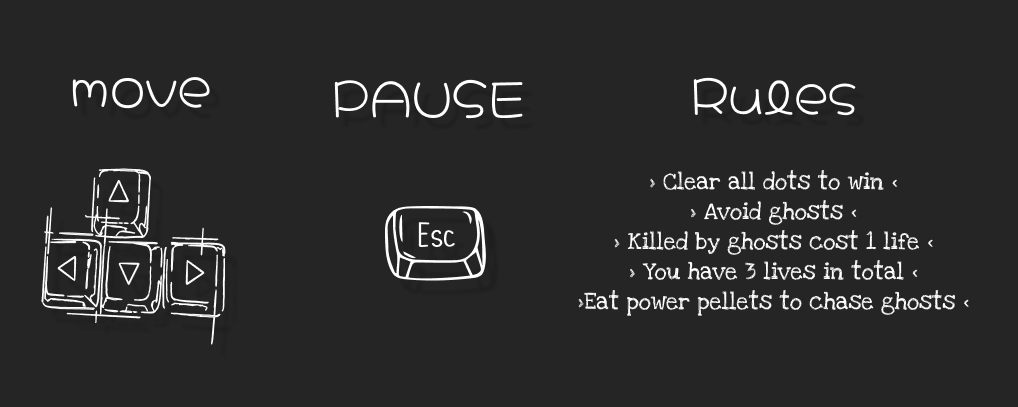 move
PAUSE
Rules
› Clear all dots to win ‹
› Avoid ghosts ‹
› Killed by ghosts cost 1 life ‹
› You have 3 lives in total ‹
›Eat power pellets to chase ghosts ‹
Esc